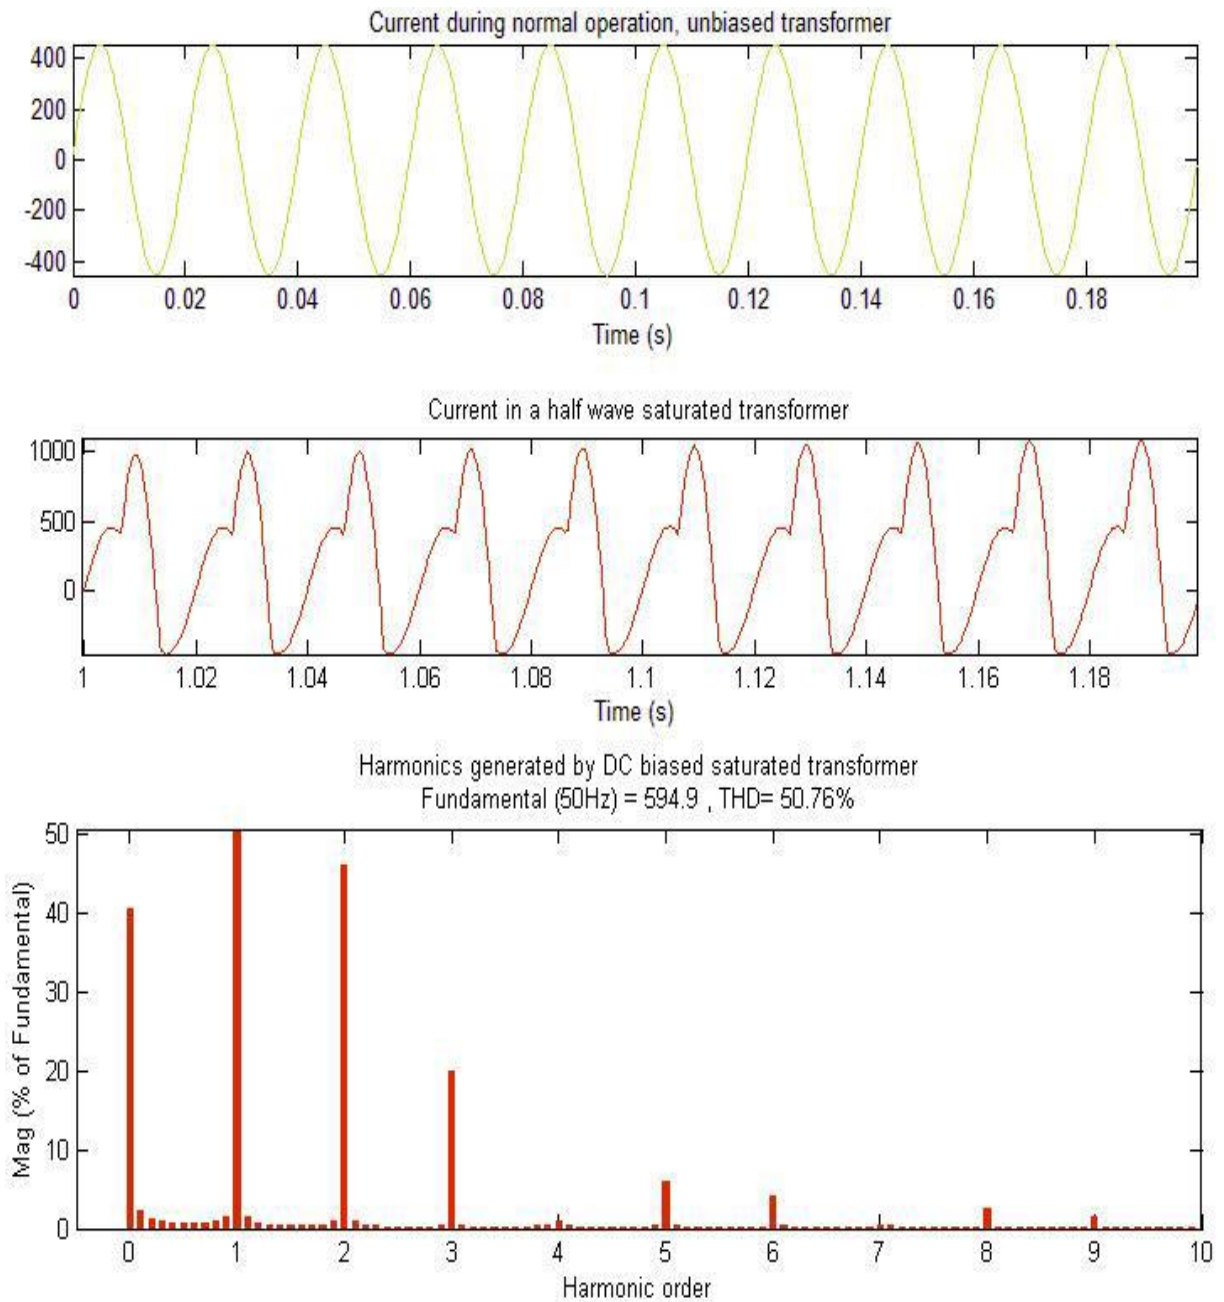 Current during normal operation, unbiased transformer
400
200
0
-200
-400
0 0.02 0.04 0.06 0.08 0.1 0.12 0.14 0.16 0.18
Time (s)
Current in a half wave saturated transformer
1000
500
0
1 1.02 1.04 1.06 1.08 1.1 1.12 1.14 1.16 1.18
Time (s)
Harmonics generated by DC biased saturated transformer
Fundamental (50Hz) = 594.9 , THD= 50.76%
Mag (% of Fundamental)
50
40
30
20
10
0
0 1 2 3 4 5 6 7 8 9 10
Harmonic order